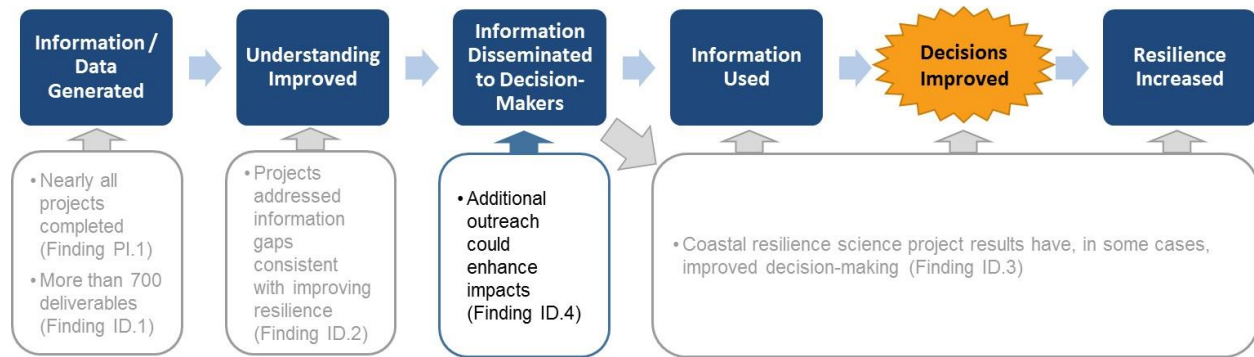 Information /
Data
Generated
Understanding
Improved
Information
Disseminated
to Decision-
Makers
Information
Used
Decisions
Improved
Resilience
Increased
• Nearly all
projects
completed
(Finding PI.1)
• More than 700
deliverables
(Finding ID.1)
• Projects
addressed
information
gaps
consistent
with improving
resilience
(Finding ID.2)
• Additional
outreach
could
enhance
impacts
(Finding ID.4)
• Coastal resilience science project results have, in some cases,
improved decision-making (Finding ID.3)